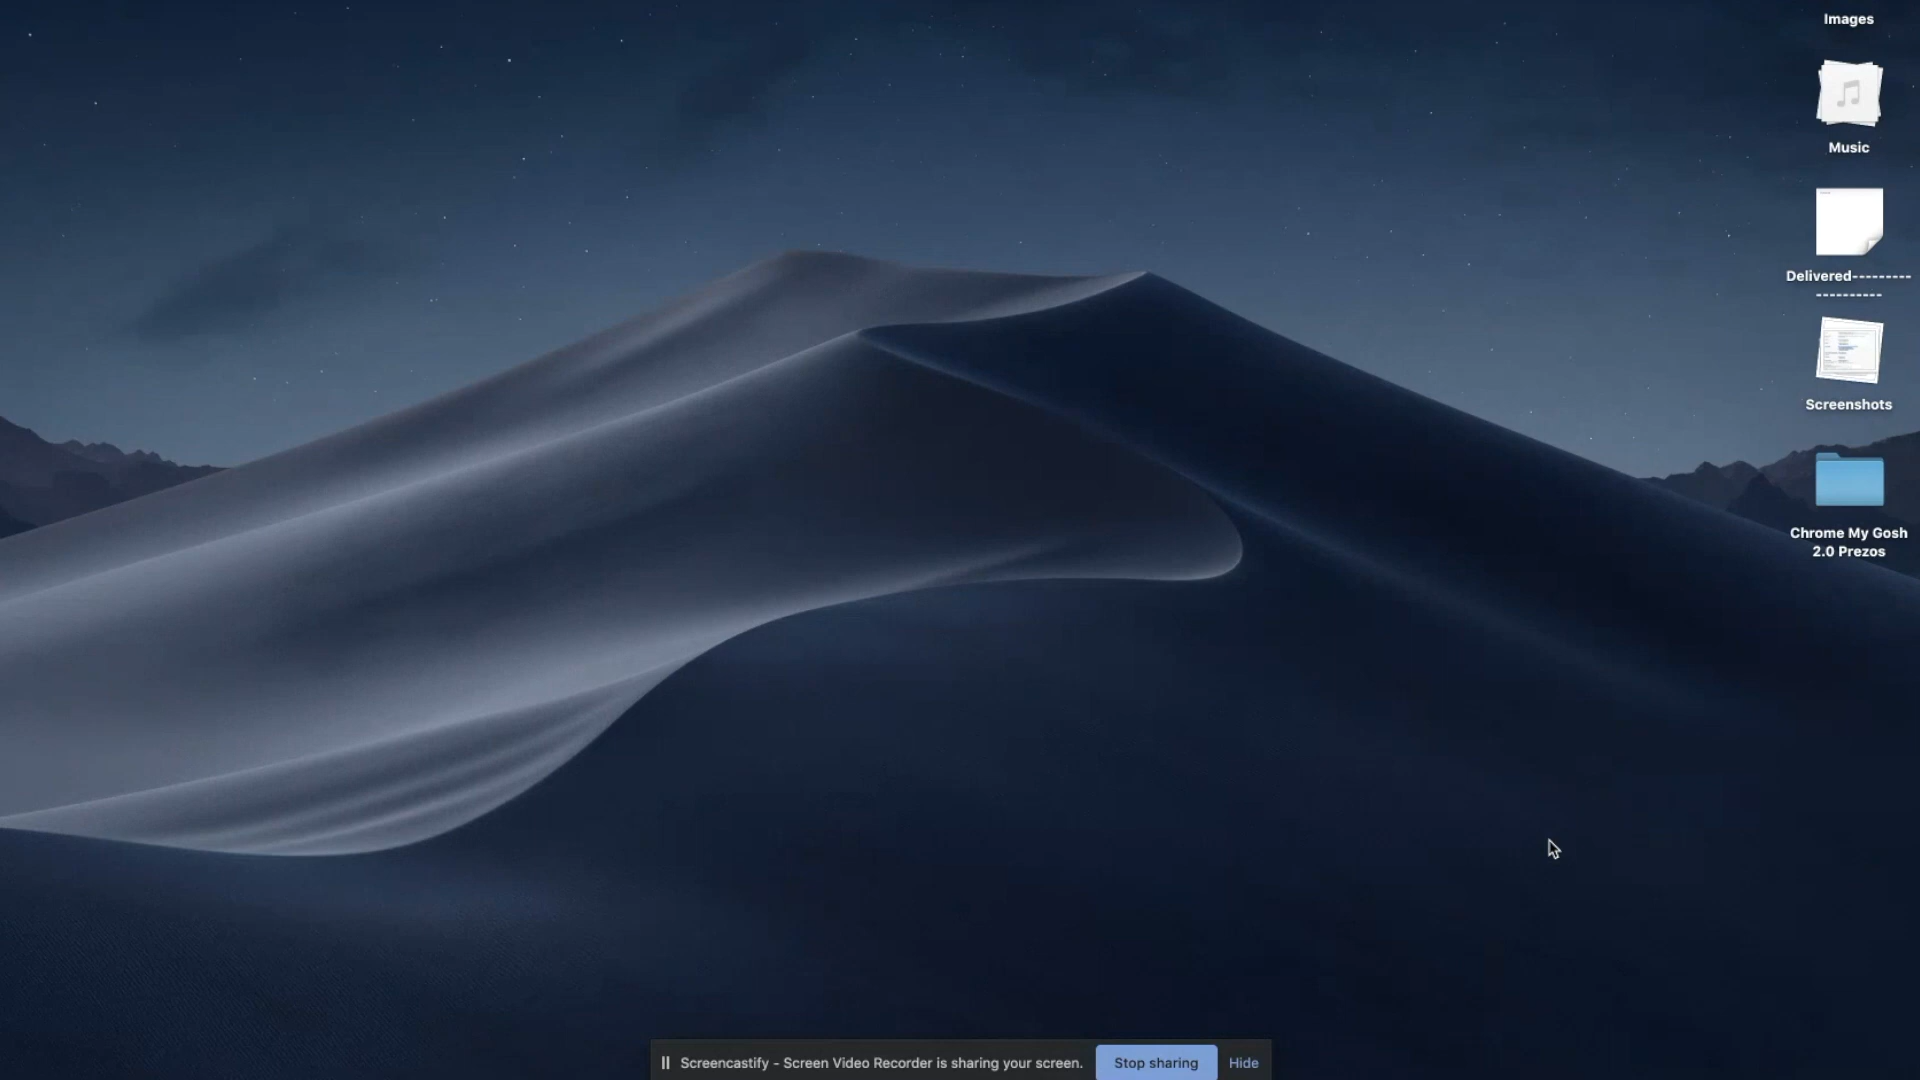 Images
Music
Delivered---------
----------
Screenshots
Chrome My Gosh
2.0 Prezos
Screencastify - Screen Video Recorder is sharing your screen.
Stop sharing
Hide